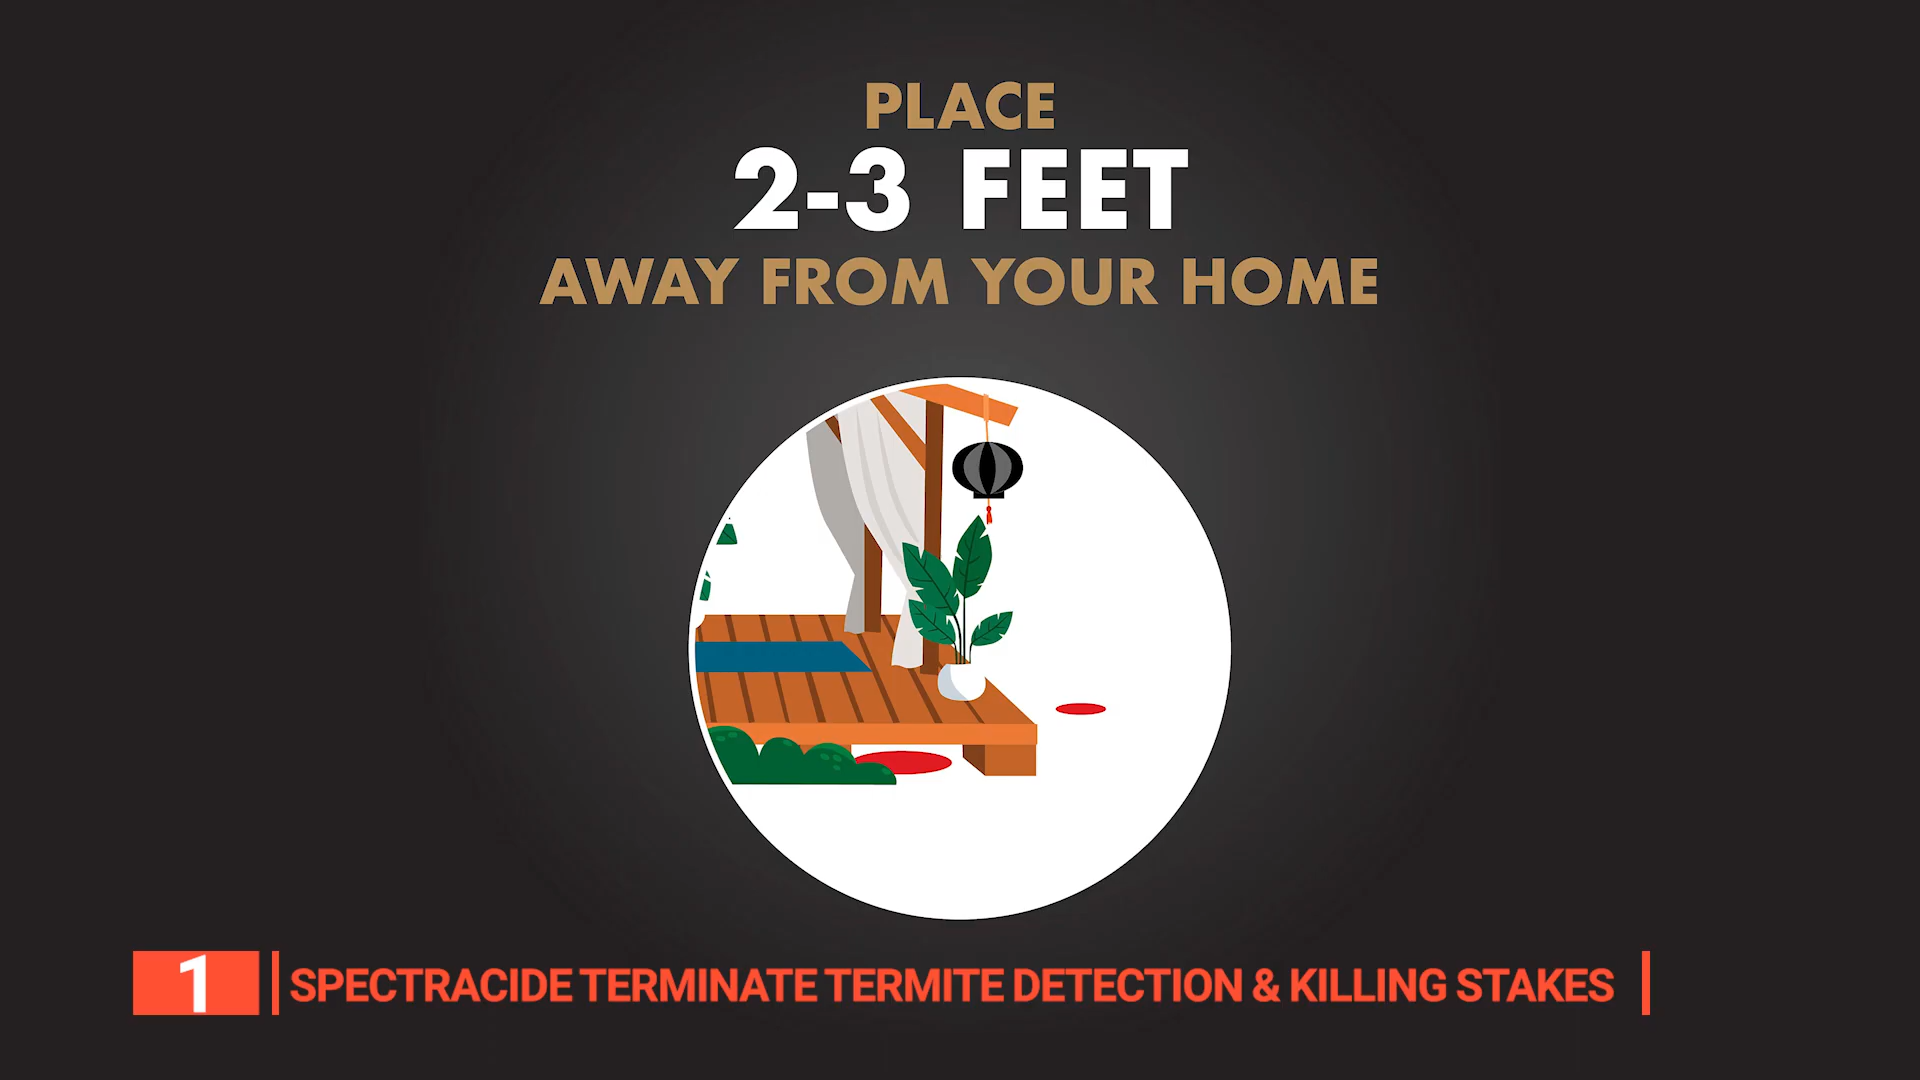 PLACE
2-3 FEET
AWAY FROM YOUR HOME
1 SPECTRACIDE TERMINATE TERMITE DETECTION & KILLING STAKES